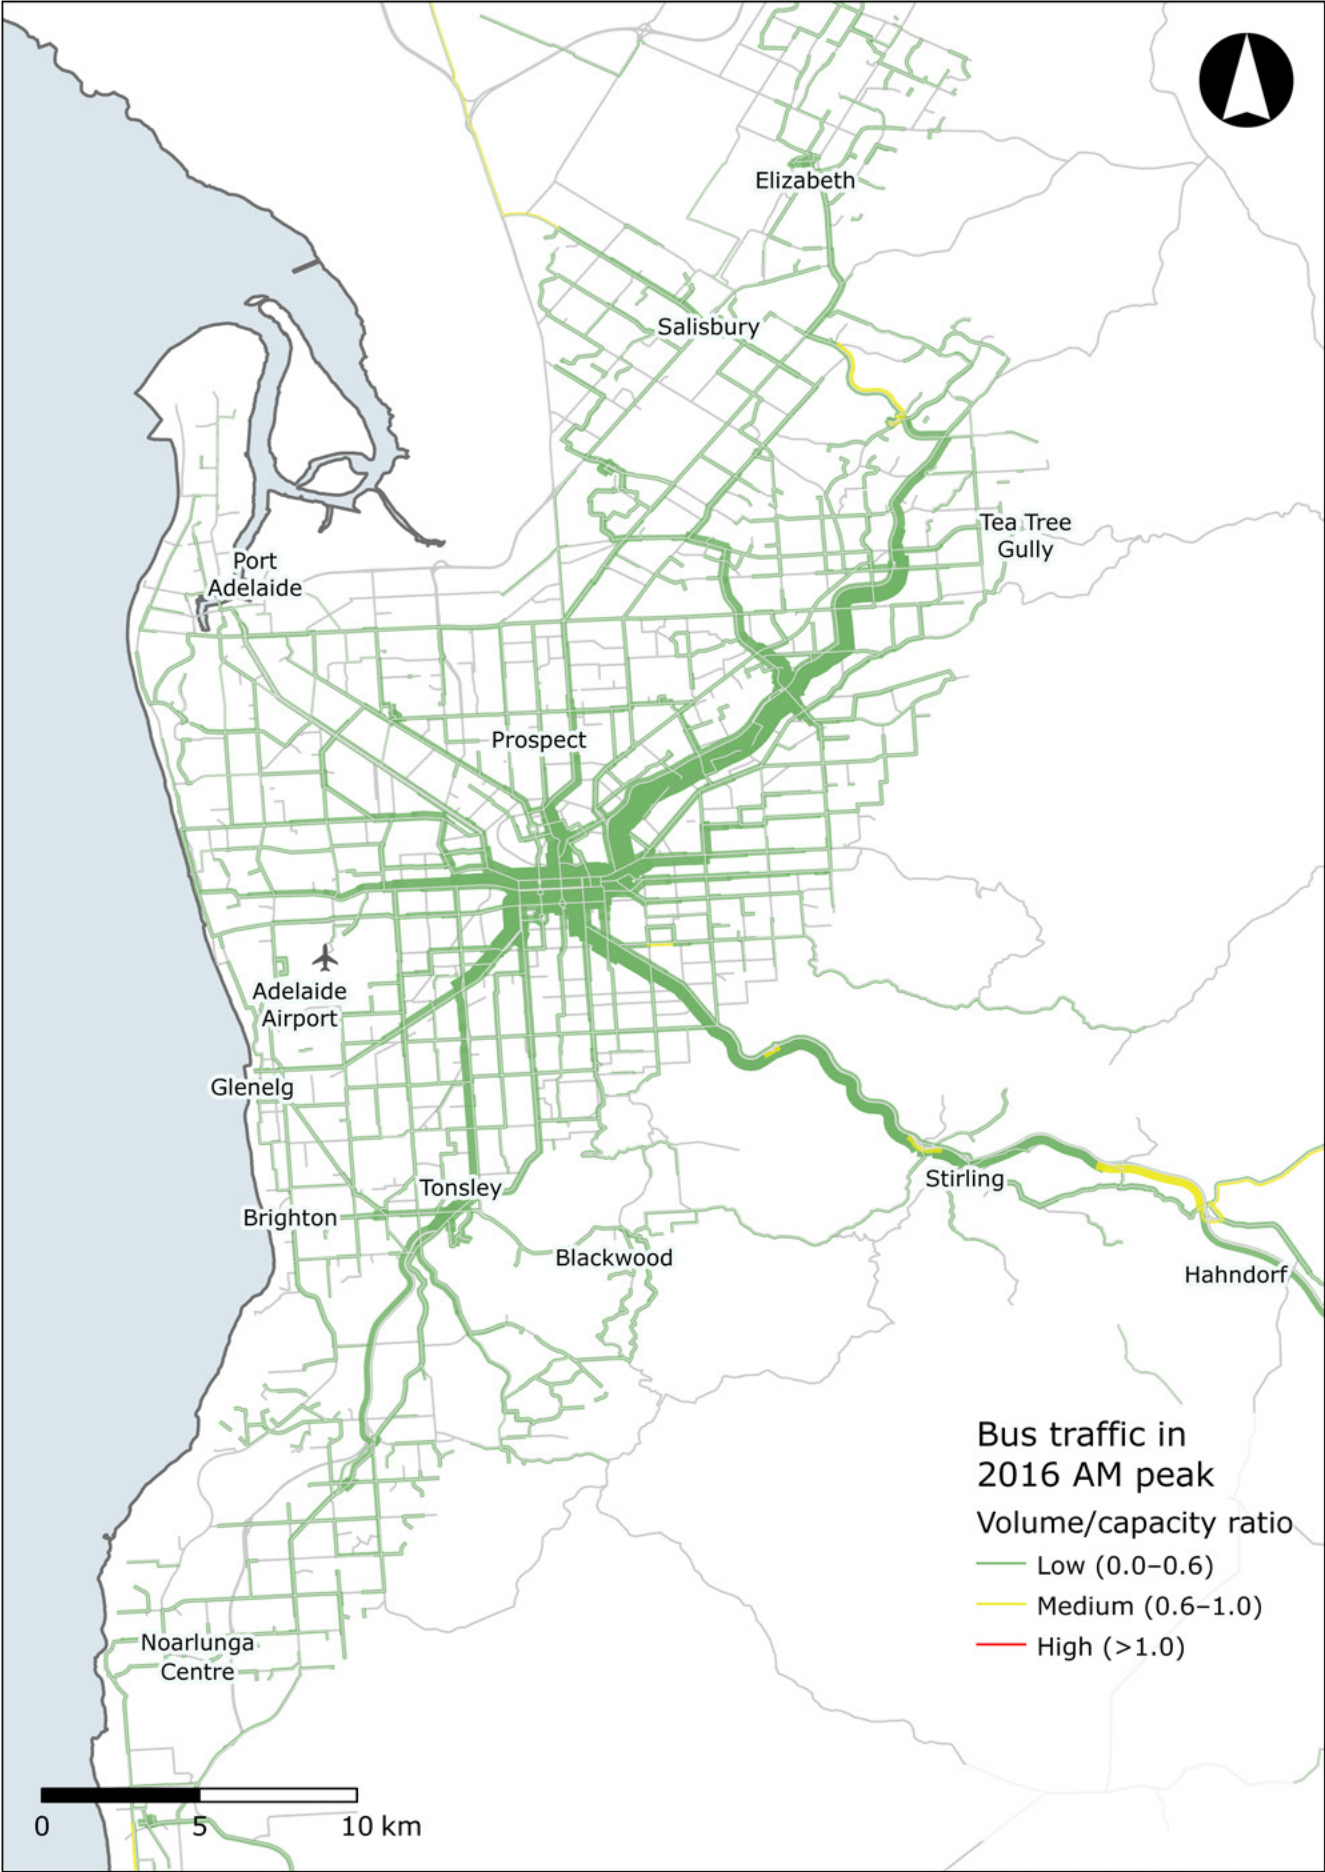 Elizabeth
Salisbury
Tea Tree
Gully
Port
Adelaide
Prospect
Adelaide
Airport
Glenelg
Stirling
Tonsley
Brighton
Blackwood
Hahndorf
Bus traffic in
2016 AM peak
Volume/capacity ratio
Low (0.0–0.6)
Medium (0.6–1.0)
High (>1.0)
Noarlunga
Centre
0 5 10 km